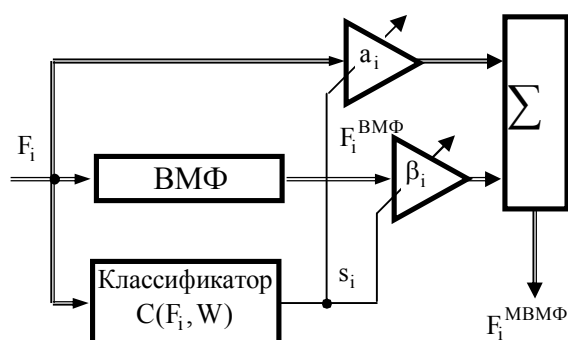 a_i
∑
F_i
F_i^ВМФ
ВМФ
β_i
Классификатор
C(F_i, W)
s_i
F_i^МВМФ